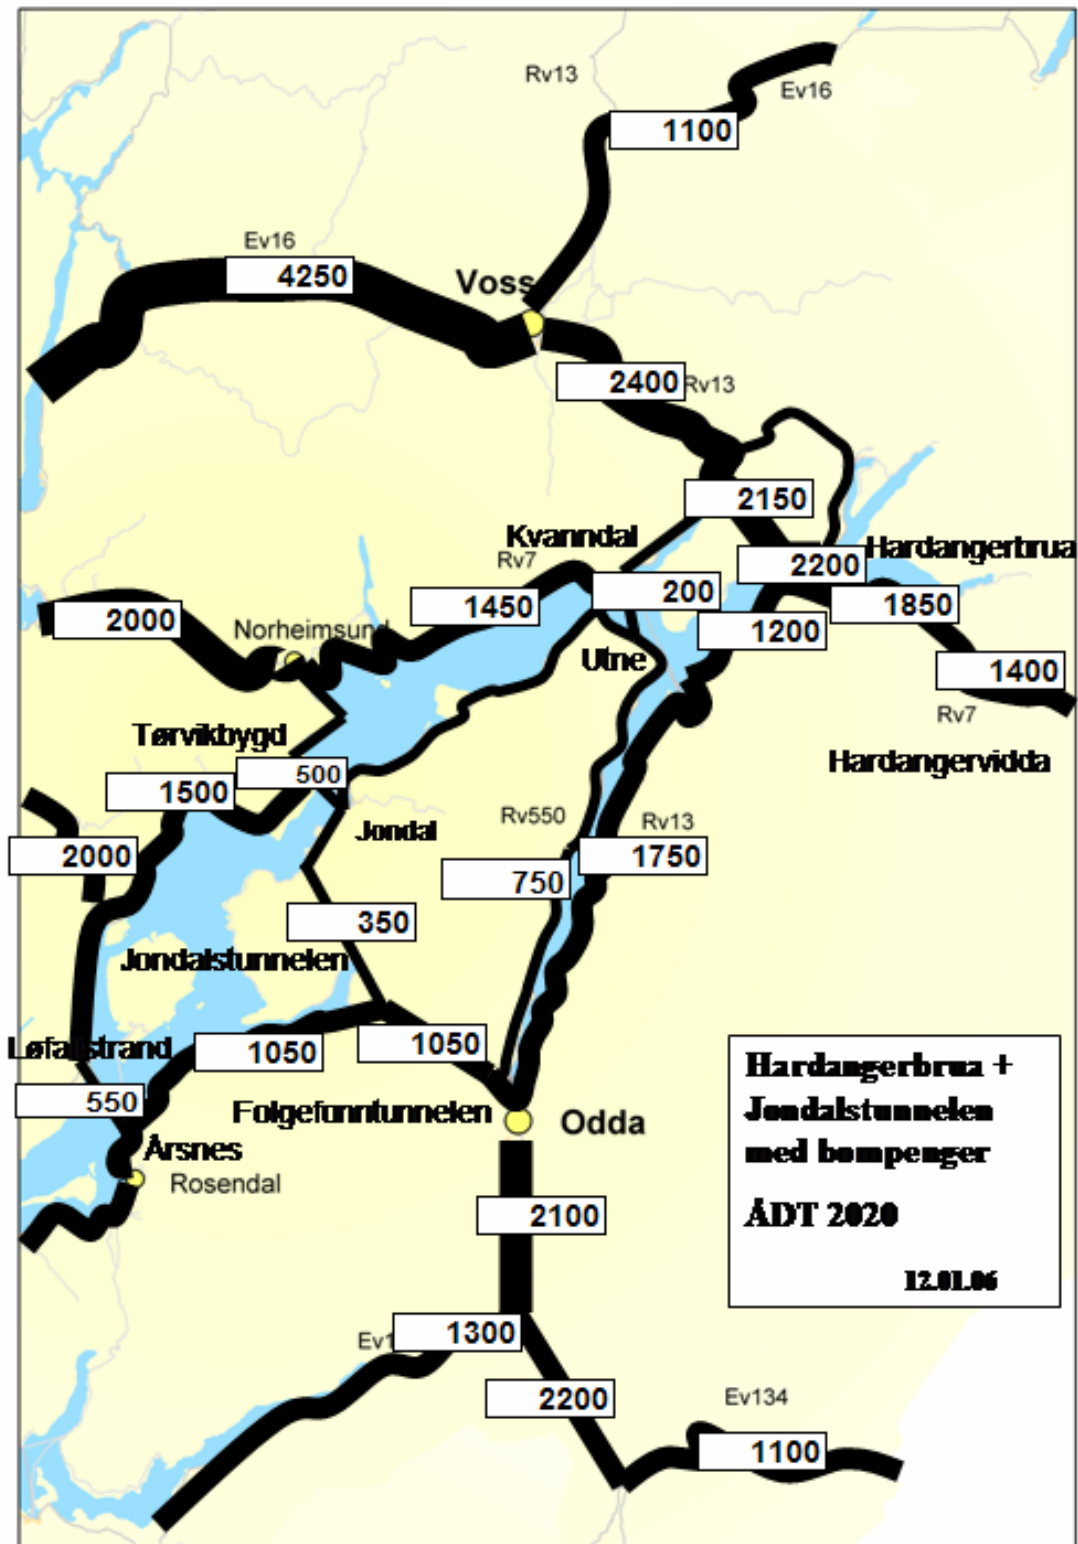 Rv13
Ev16
1100
Ev16
4250
Voss
2400
Rv13
2150
Kvanndal
Hardangerbrua
Rv7
2200
200
1450
1850
2000
Norheimsund
1200
Utne
1400
Rv7
Tørvikbygd
Hardangervidda
500
1500
Rv550
Rv13
Jondal
2000
1750
750
350
Jondalstunnelen
Løfallstrand
1050
1050
550
Folgefonntunnelen
Odda
Årsnes
Rosendal
Hardangerbrua +
Jondalstunnelen
med bompenger
ÅDT 2020
12.01.06
2100
1300
2200
Ev134
1100